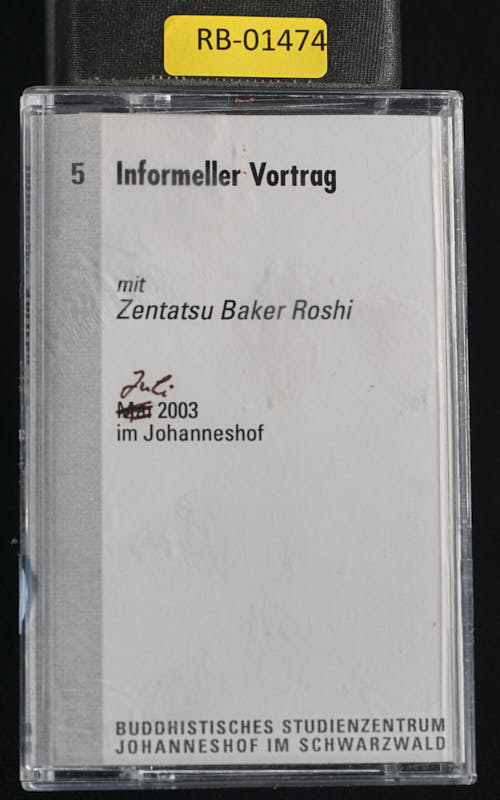 RB-01474
5 Informeller Vortrag
mit
Zentatsu Baker Roshi
Juli
Mai 2003
im Johanneshof
BUDDHISTISCHES STUDIENZENTRUM
JOHANNESHOF IM SCHWARZWALD